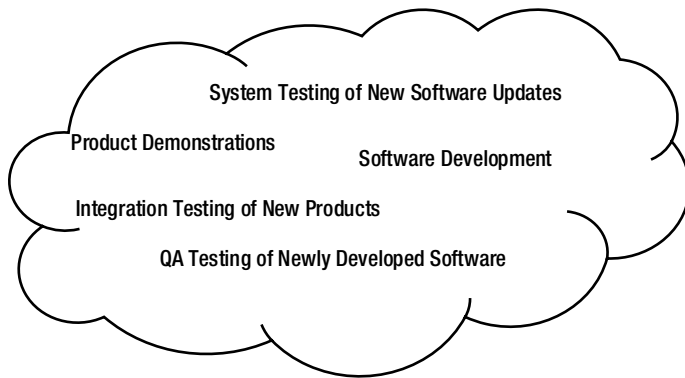 System Testing of New Software Updates
Product Demonstrations
Software Development
Integration Testing of New Products
QA Testing of Newly Developed Software